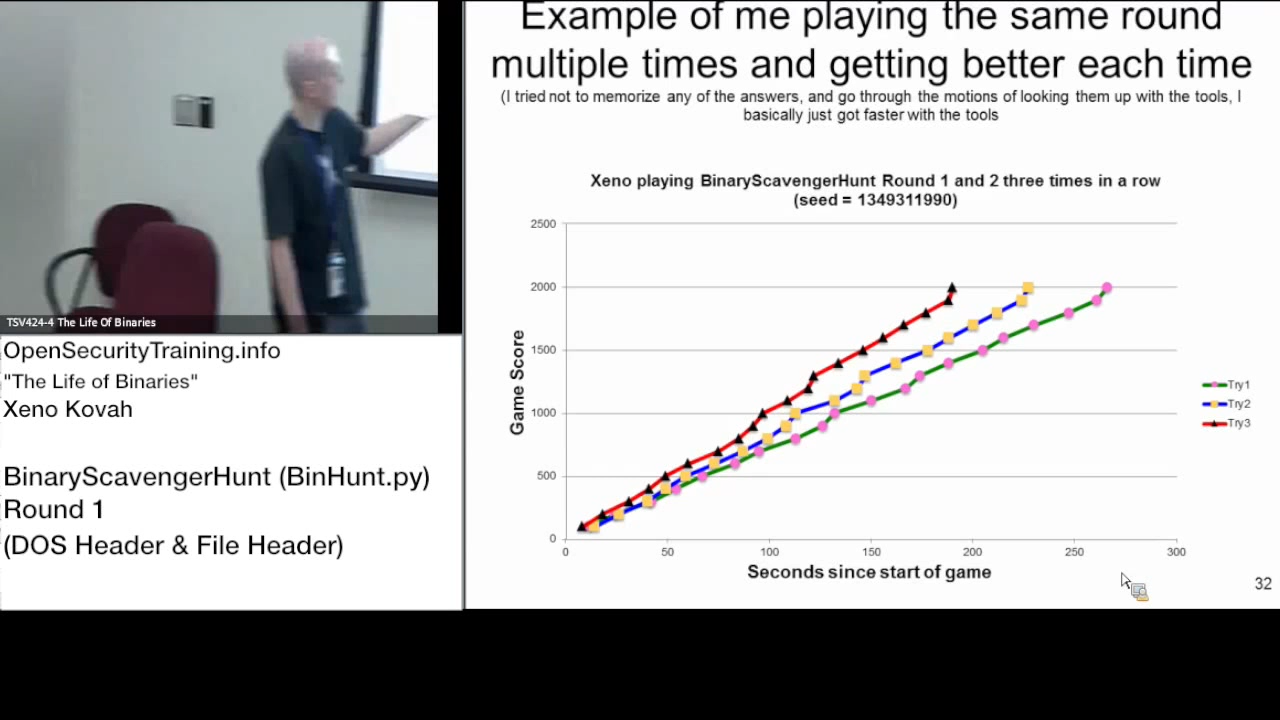 Example of me playing the same round
multiple times and getting better each time
(I tried not to memorize any of the answers, and go through the motions of looking them up with the tools, I
basically just got faster with the tools
Xeno playing BinaryScavengerHunt Round 1 and 2 three times in a row
(seed = 1349311990)
2500
2000
1500
1000
500
0
Game Score
0 50 100 150 200 250 300
Seconds since start of game
Try1
Try2
Try3
32
TSV424-4 The Life Of Binaries
OpenSecurityTraining.info
"The Life of Binaries"
Xeno Kovah
BinaryScavengerHunt (BinHunt.py)
Round 1
(DOS Header & File Header)